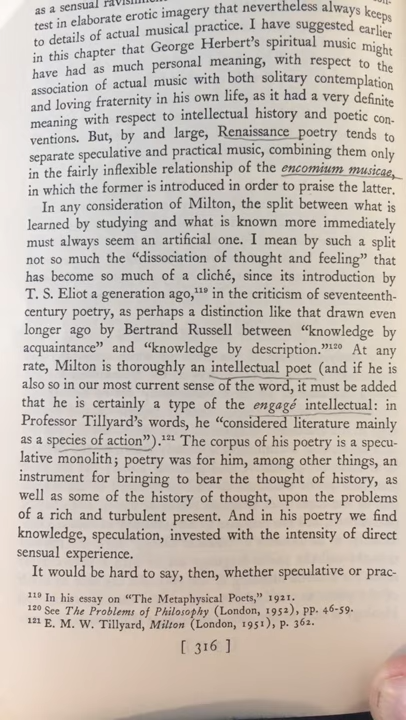 as a sensual
test in elaborate erotic imagery that nevertheless always keeps
to details of actual musical practice. I have suggested earlier
in this chapter that George Herbert's spiritual music might
have had as much personal meaning, with respect to the
association of actual music with both solitary contemplation
and loving fraternity in his own life, as it had a very definite
meaning with respect to intellectual history and poetic con-
ventions. But, by and large, Renaissance poetry tends to
separate speculative and practical music, combining them only
in the fairly inflexible relationship of the encomium musicae,
in which the former is introduced in order to praise the latter.
In any consideration of Milton, the split between what is
learned by studying and what is known more immediately
must always seem an artificial one. I mean by such a split
not so much the "dissociation of thought and feeling" that
has become so much of a cliché, since its introduction by
T. S. Eliot a generation ago,¹¹⁹ in the criticism of seventeenth-
century poetry, as perhaps a distinction like that drawn even
longer ago by Bertrand Russell between "knowledge by
acquaintance" and "knowledge by description."¹²⁰ At any
rate, Milton is thoroughly an intellectual poet (and if he is
also so in our most current sense of the word, it must be added
that he is certainly a type of the engagé intellectual: in
Professor Tillyard's words, he "considered literature mainly
as a species of action").¹²¹ The corpus of his poetry is a specu-
lative monolith; poetry was for him, among other things, an
instrument for bringing to bear the thought of history, as
well as some of the history of thought, upon the problems
of a rich and turbulent present. And in his poetry we find
knowledge, speculation, invested with the intensity of direct
sensual experience.
It would be hard to say, then, whether speculative or prac-
¹¹⁹ In his essay on "The Metaphysical Poets," 1921.
¹²⁰ See The Problems of Philosophy (London, 1952), pp. 46-59.
¹²¹ E. M. W. Tillyard, Milton (London, 1951), p. 362.
[ 316 ]